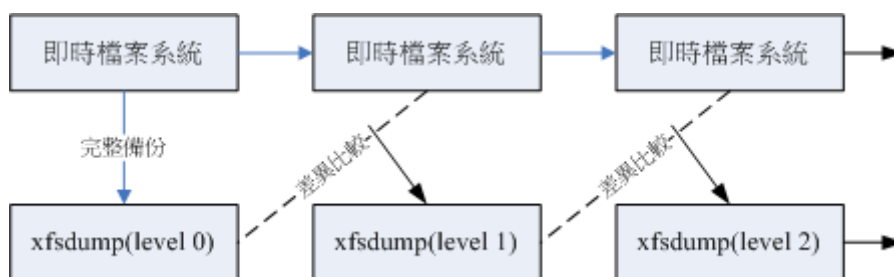 即時檔案系統
即時檔案系統
即時檔案系統
完整備份
差異比較
差異比較
xfsdump(level 0)
xfsdump(level 1)
xfsdump(level 2)